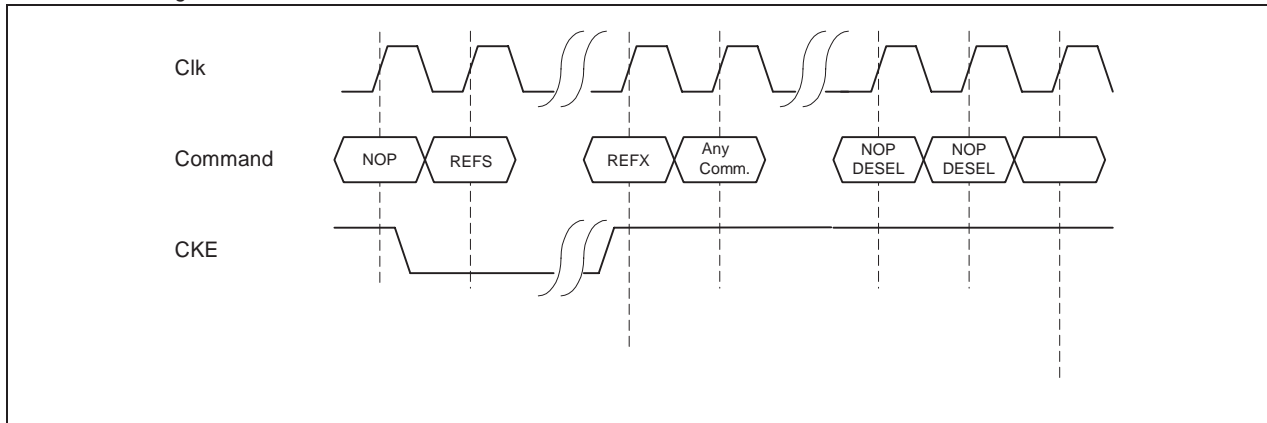 Clk
Command
NOP
REFS
REFX
Any
Comm.
NOP
DESEL
NOP
DESEL
CKE